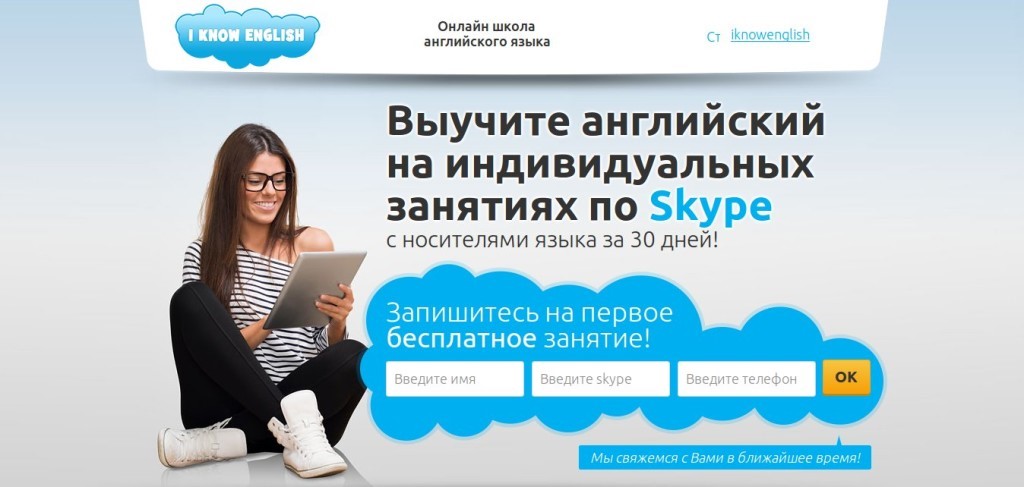 I KNOW ENGLISH
Онлайн школа
английского языка
Ст iknowenglish
Выучите английский
на индивидуальных
занятиях по Skype
с носителями языка за 30 дней!
Запишитесь на первое
бесплатное занятие!
Введите имя
Введите skype
Введите телефон
ОК
Мы свяжемся с Вами в ближайшее время!